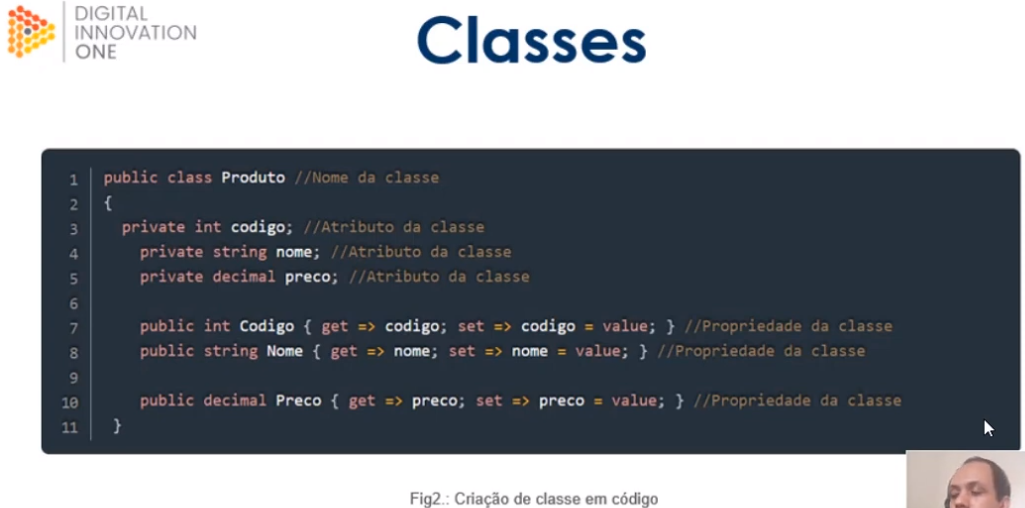 DIGITAL
INNOVATION
ONE
Classes
1 public class Produto //Nome da classe
2 {
3 private int codigo; //Atributo da classe
4 private string nome; //Atributo da classe
5 private decimal preco; //Atributo da classe
6
7 public int Codigo { get => codigo; set => codigo = value; } //Propriedade da classe
8 public string Nome { get => nome; set => nome = value; } //Propriedade da classe
9
10 public decimal Preco { get => preco; set => preco = value; } //Propriedade da classe
11 }
Fig2.: Criação de classe em código